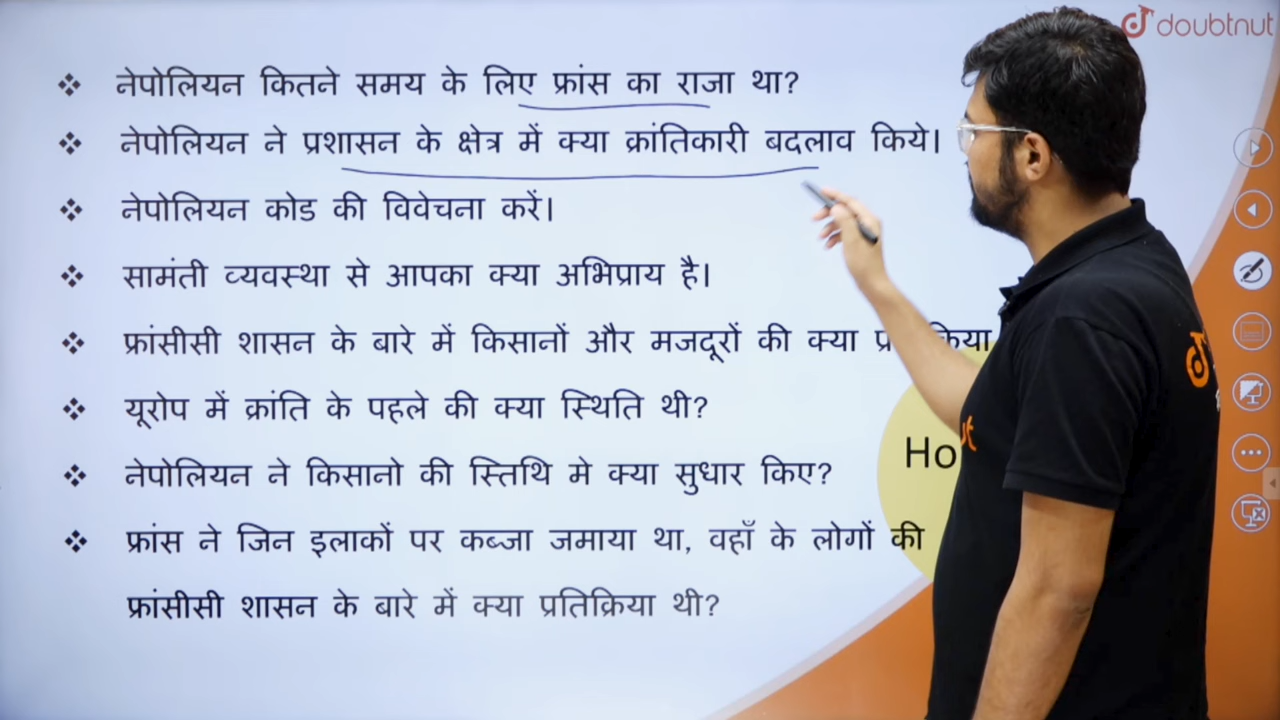 doubtnut
❖ नेपोलियन कितने समय के लिए फ्रांस का राजा था?
❖ नेपोलियन ने प्रशासन के क्षेत्र में क्या क्रांतिकारी बदलाव किये।
❖ नेपोलियन कोड की विवेचना करें।
❖ सामंती व्यवस्था से आपका क्या अभिप्राय है।
❖ फ्रांसीसी शासन के बारे में किसानों और मजदूरों की क्या
❖ यूरोप में क्रांति के पहले की क्या स्थिति थी?
Ho
❖ नेपोलियन ने किसानो की स्तिथि मे क्या सुधार किए?
❖ फ्रांस ने जिन इलाकों पर कब्जा जमाया था, वहाँ के लोगों की
फ्रांसीसी शासन के बारे में क्या प्रतिक्रिया थी?